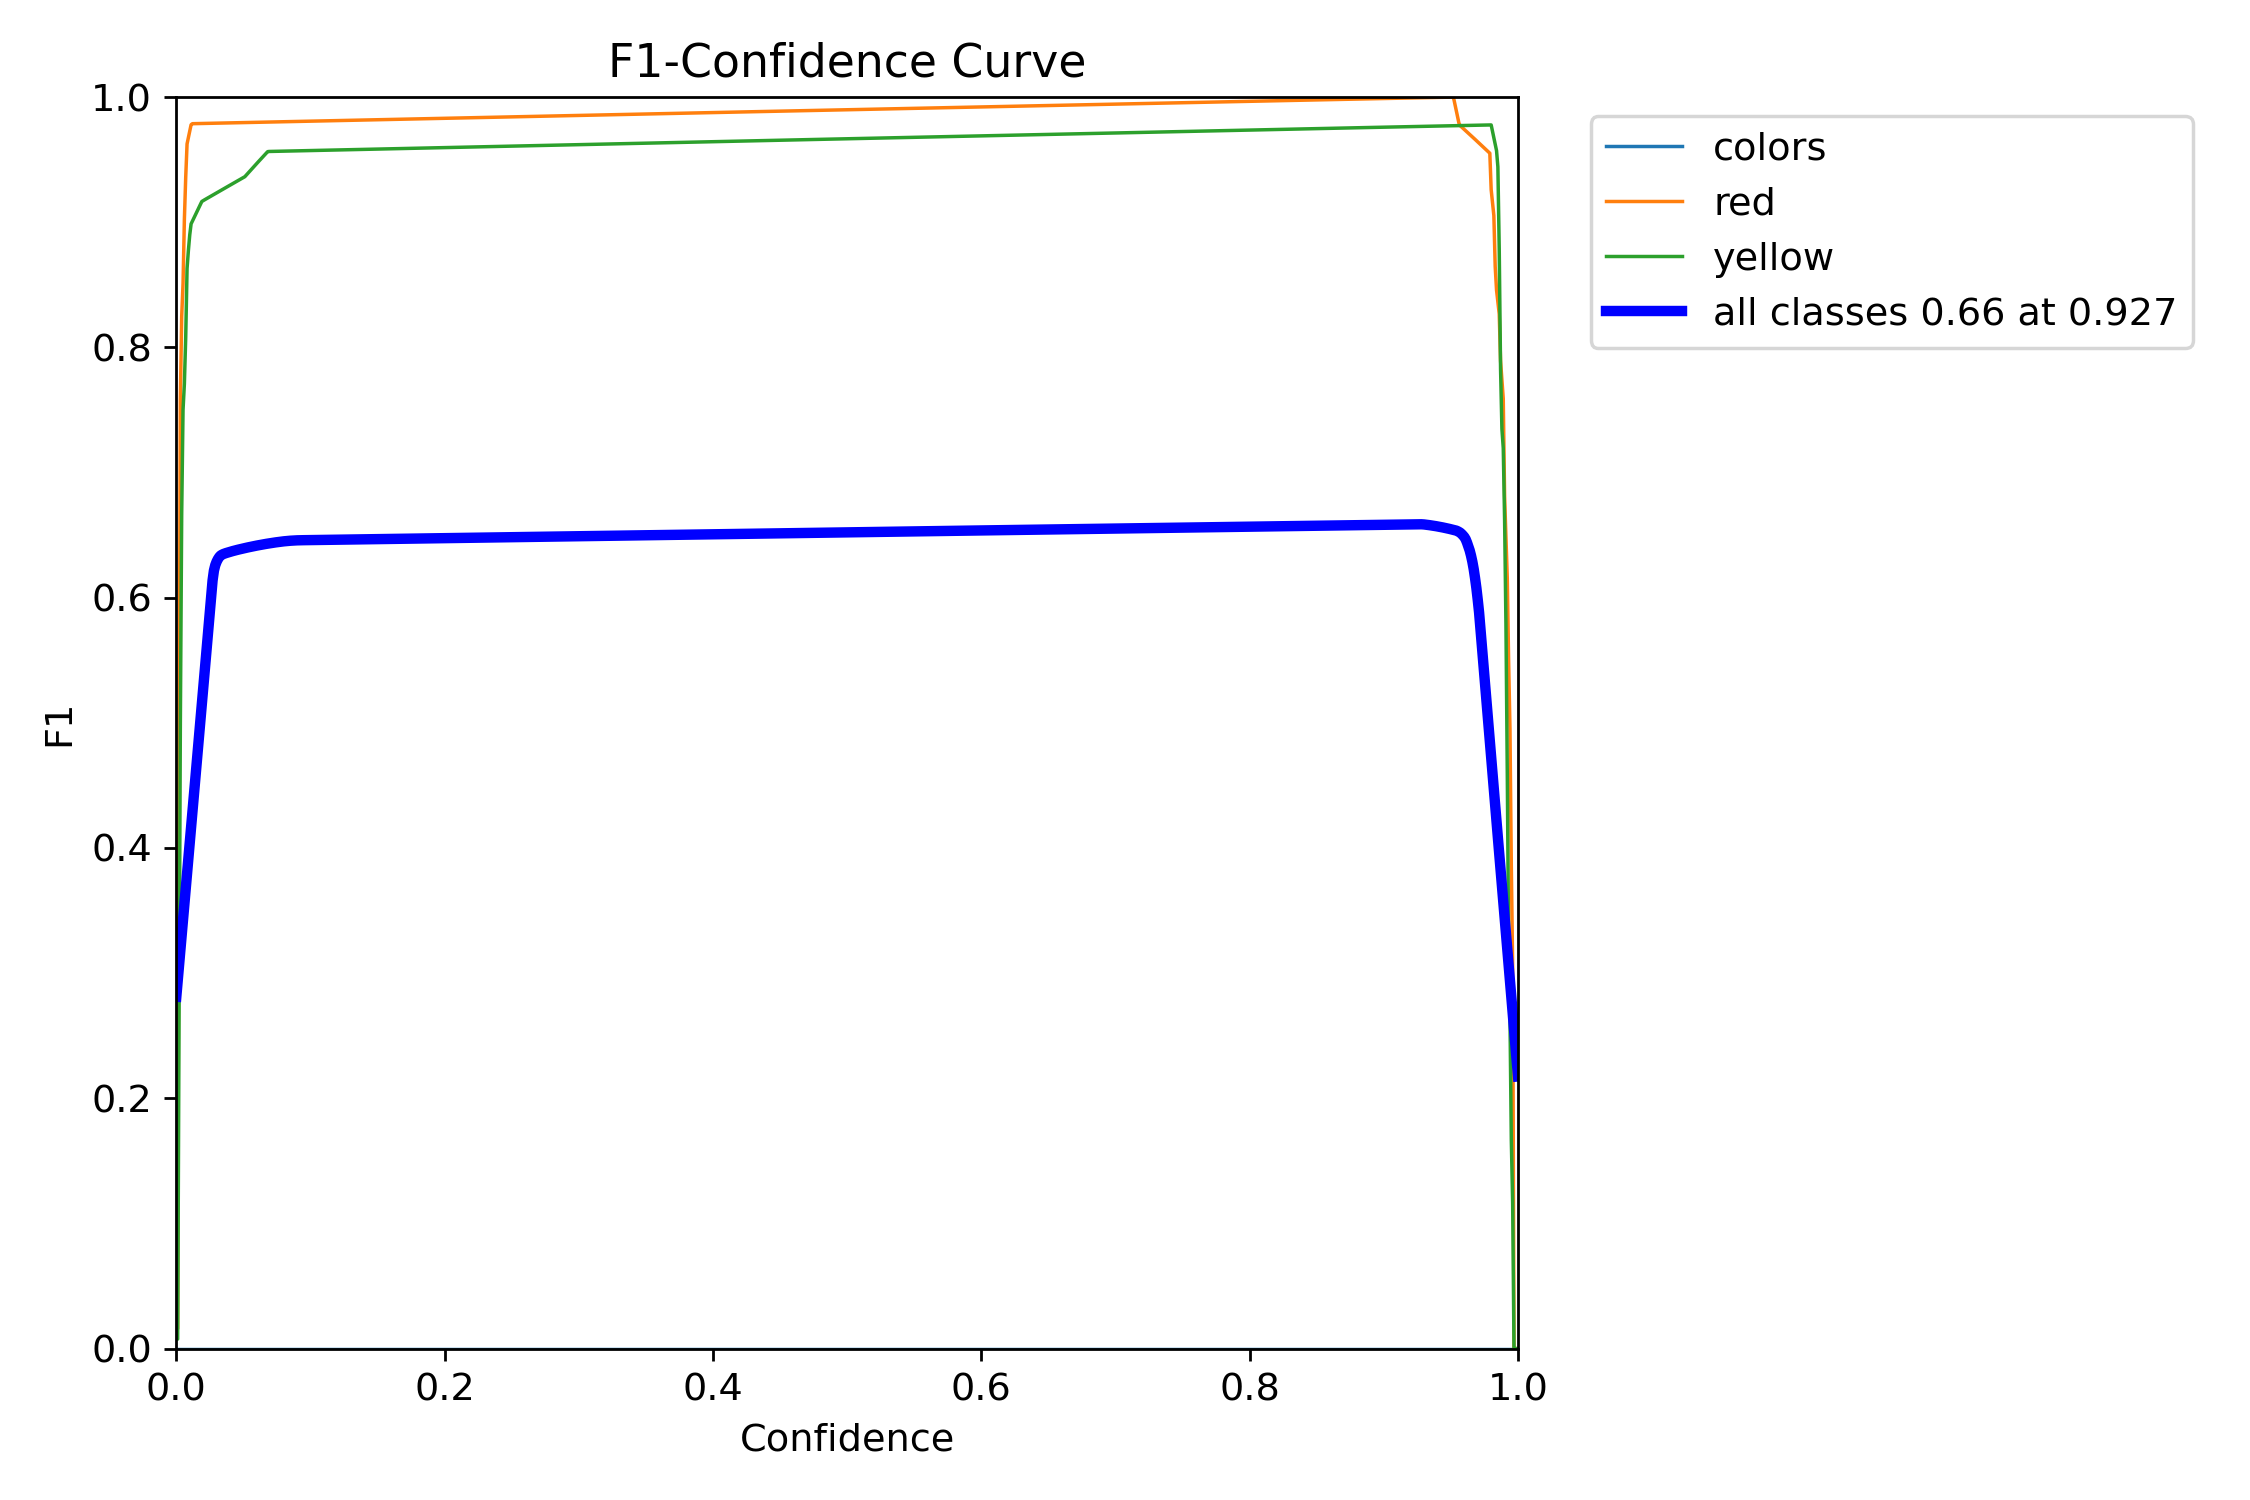 F1-Confidence Curve
1.0
0.8
0.6
0.4
0.2
0.0
F1
0.0 0.2 0.4 0.6 0.8 1.0
Confidence
colors
red
yellow
all classes 0.66 at 0.927